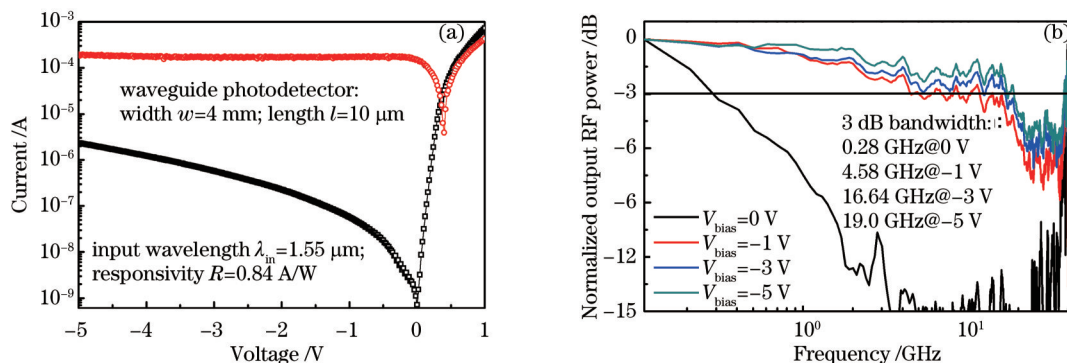 (a)
10⁻³
10⁻⁴
10⁻⁵
10⁻⁶
10⁻⁷
10⁻⁸
10⁻⁹
Current /A
waveguide photodetector:
width w=4 mm; length l=10 μm
input wavelength λin=1.55 μm;
responsivity R=0.84 A/W
−5 −4 −3 −2 −1 0 1
Voltage /V
(b)
0
−3
−6
−9
−12
−15
Normalized output RF power /dB
3 dB bandwidth:
0.28 GHz@0 V
4.58 GHz@−1 V
16.64 GHz@−3 V
19.0 GHz@−5 V
Vbias=0 V
Vbias=−1 V
Vbias=−3 V
Vbias=−5 V
10⁰ 10¹
Frequency /GHz